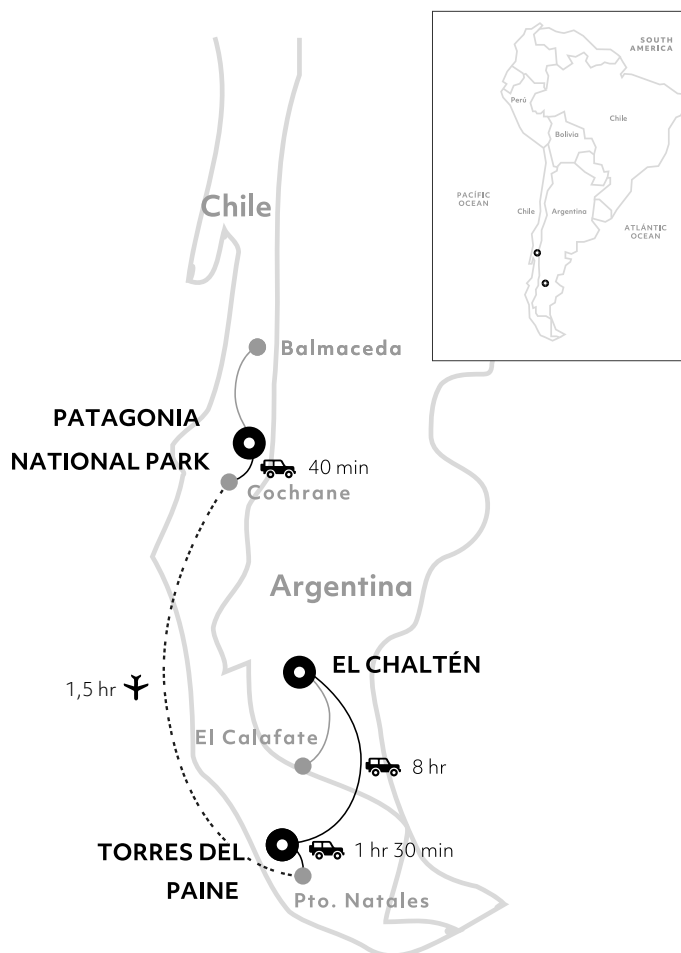 SOUTH
AMERICA
Perú
Chile
Bolivia
PACÍFIC
OCEAN
Chile
Argentina
ATLÁNTIC
OCEAN
Chile
Balmaceda
PATAGONIA
NATIONAL PARK
40 min
Cochrane
Argentina
EL CHALTÉN
1,5 hr
El Calafate
8 hr
TORRES DEL
PAINE
1 hr 30 min
Pto. Natales